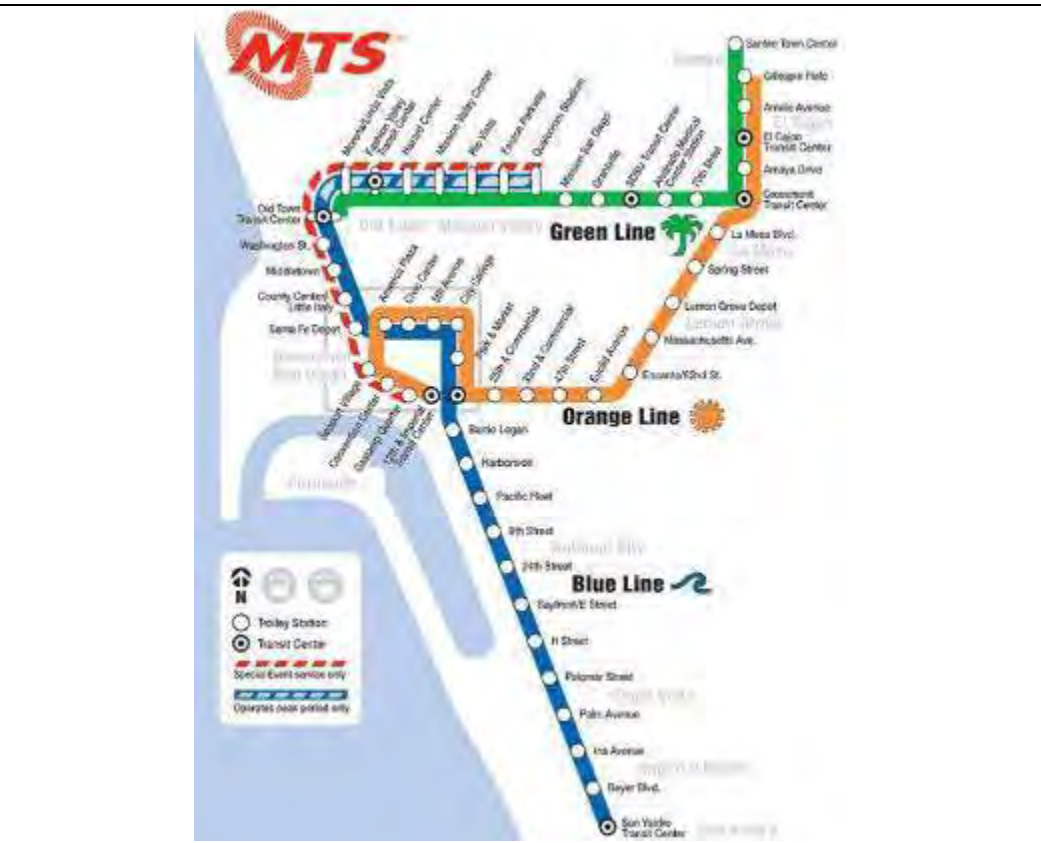 MTS
Santee Town Center
Gillespie Field
Arnele Avenue
El Cajon
Transit Center
Amaya Drive
Grossmont
Transit Center
Morena/Linda Vista
Fashion Valley
Transit Center
Hazard Center
Mission Valley Center
Rio Vista
Fenton Parkway
Qualcomm Stadium
Mission San Diego
Grantville
SDSU Transit Center
Alvarado Medical
Center Station
70th Street
Old Town
Transit Center
Green Line
La Mesa Blvd.
Washington St.
Middletown
Spring Street
County Center/
Little Italy
America Plaza
Civic Center
5th Avenue
City College
Lemon Grove Depot
Lemon Grove
Santa Fe Depot
Park & Market
25th & Commercial
32nd & Commercial
47th Street
Euclid Avenue
Massachusetts Ave.
Encanto/62nd St.
Seaport Village
Convention Center
Gaslamp Quarter
12th & Imperial
Transit Center
Orange Line
Barrio Logan
Harborside
Pacific Fleet
8th Street
National City
24th Street
Blue Line
Bayfront/E Street
H Street
Palomar Street
Palm Avenue
Iris Avenue
Beyer Blvd.
San Ysidro
Transit Center
N
Trolley Station
Transit Center
Special Event service only
Operates peak period only